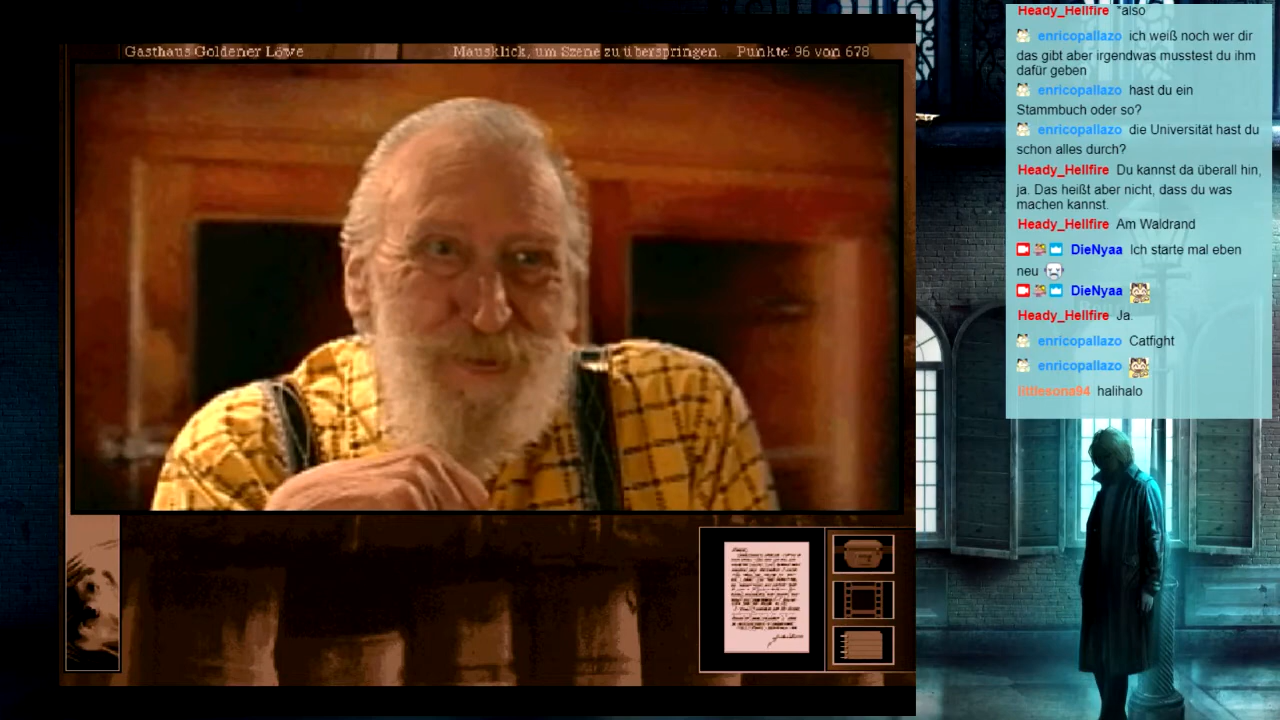 Gasthaus Goldener Löwe Mausklick, um Szene zu überspringen. Punkte: 96 von 678
Heady_Hellfire *also
enricopallazo ich weiß noch wer dir
das gibt aber irgendwas musstest du ihm
dafür geben
enricopallazo hast du ein
Stammbuch oder so?
enricopallazo die Universität hast du
schon alles durch?
Heady_Hellfire Du kannst da überall hin,
ja. Das heißt aber nicht, dass du was
machen kannst.
Heady_Hellfire Am Waldrand
DieNyaa Ich starte mal eben
neu
DieNyaa
Heady_Hellfire Ja.
enricopallazo Catfight
enricopallazo
littlesona94 halihalo